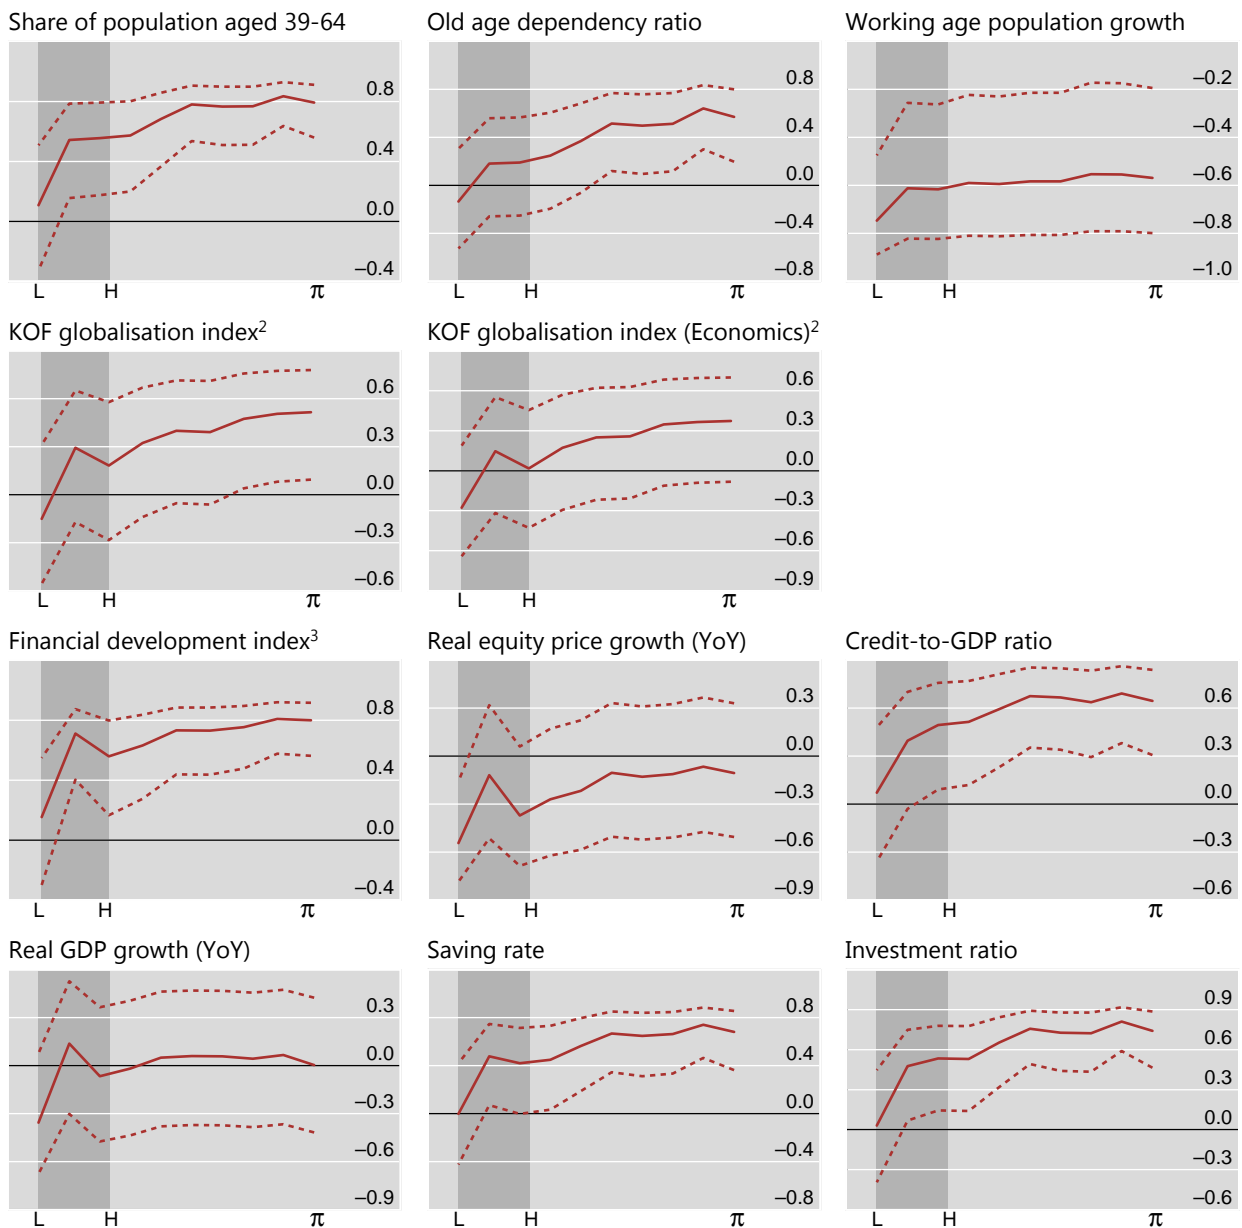 Share of population aged 39-64
Old age dependency ratio
Working age population growth
0.8
0.4
0.0
–0.4
L H π
0.8
0.4
0.0
–0.4
–0.8
L H π
–0.2
–0.4
–0.6
–0.8
–1.0
L H π
KOF globalisation index²
KOF globalisation index (Economics)²
0.6
0.3
0.0
–0.3
–0.6
L H π
0.6
0.3
0.0
–0.3
–0.6
–0.9
L H π
Financial development index³
Real equity price growth (YoY)
Credit-to-GDP ratio
0.8
0.4
0.0
–0.4
L H π
0.3
0.0
–0.3
–0.6
–0.9
L H π
0.6
0.3
0.0
–0.3
–0.6
L H π
Real GDP growth (YoY)
Saving rate
Investment ratio
0.3
0.0
–0.3
–0.6
–0.9
L H π
0.8
0.4
0.0
–0.4
–0.8
L H π
0.9
0.6
0.3
0.0
–0.3
–0.6
L H π